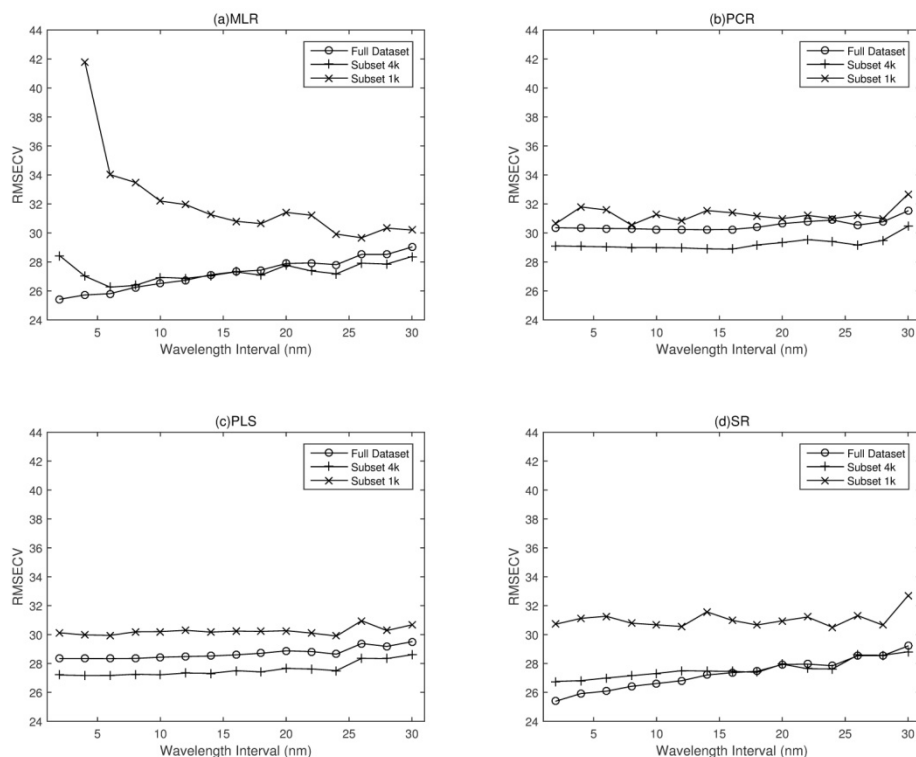 (a)MLR
44
42
40
38
36
34
32
30
28
26
24
RMSECV
5
10
15
20
25
30
Wavelength Interval (nm)
Full Dataset
Subset 4k
Subset 1k
(b)PCR
44
42
40
38
36
34
32
30
28
26
24
RMSECV
5
10
15
20
25
30
Wavelength Interval (nm)
Full Dataset
Subset 4k
Subset 1k
(c)PLS
44
42
40
38
36
34
32
30
28
26
24
RMSECV
5
10
15
20
25
30
Wavelength Interval (nm)
Full Dataset
Subset 4k
Subset 1k
(d)SR
44
42
40
38
36
34
32
30
28
26
24
RMSECV
5
10
15
20
25
30
Wavelength Interval (nm)
Full Dataset
Subset 4k
Subset 1k